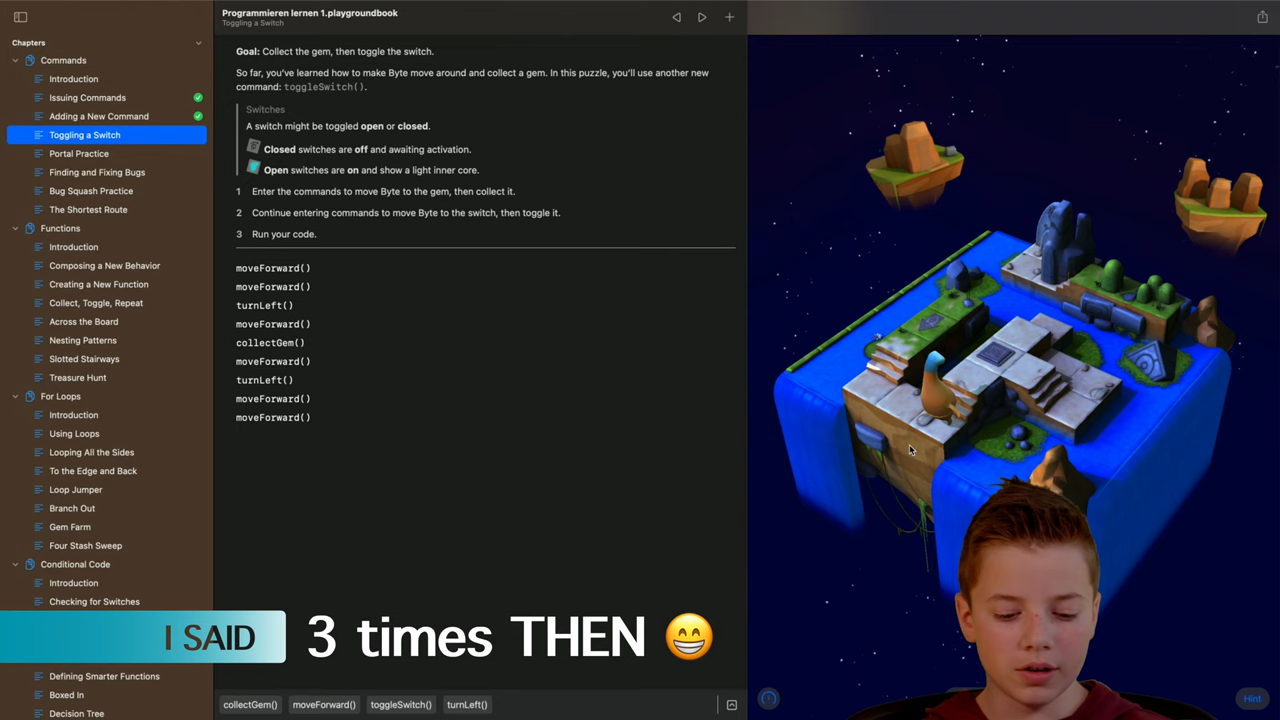 Programmieren lernen 1.playgroundbook
Toggling a Switch
Chapters
Commands
Introduction
Issuing Commands
Adding a New Command
Toggling a Switch
Portal Practice
Finding and Fixing Bugs
Bug Squash Practice
The Shortest Route
Functions
Introduction
Composing a New Behavior
Creating a New Function
Collect, Toggle, Repeat
Across the Board
Nesting Patterns
Slotted Stairways
Treasure Hunt
For Loops
Introduction
Using Loops
Looping All the Sides
To the Edge and Back
Loop Jumper
Branch Out
Gem Farm
Four Stash Sweep
Conditional Code
Introduction
Checking for Switches
Defining Smarter Functions
Boxed In
Decision Tree
Goal: Collect the gem, then toggle the switch.
So far, you've learned how to make Byte move around and collect a gem. In this puzzle, you'll use another new
command: toggleSwitch().
Switches
A switch might be toggled open or closed.
Closed switches are off and awaiting activation.
Open switches are on and show a light inner core.
1 Enter the commands to move Byte to the gem, then collect it.
2 Continue entering commands to move Byte to the switch, then toggle it.
3 Run your code.
moveForward()
moveForward()
turnLeft()
moveForward()
collectGem()
moveForward()
turnLeft()
moveForward()
moveForward()
I SAID
3 times THEN 😁
collectGem() moveForward() toggleSwitch() turnLeft()
Hint